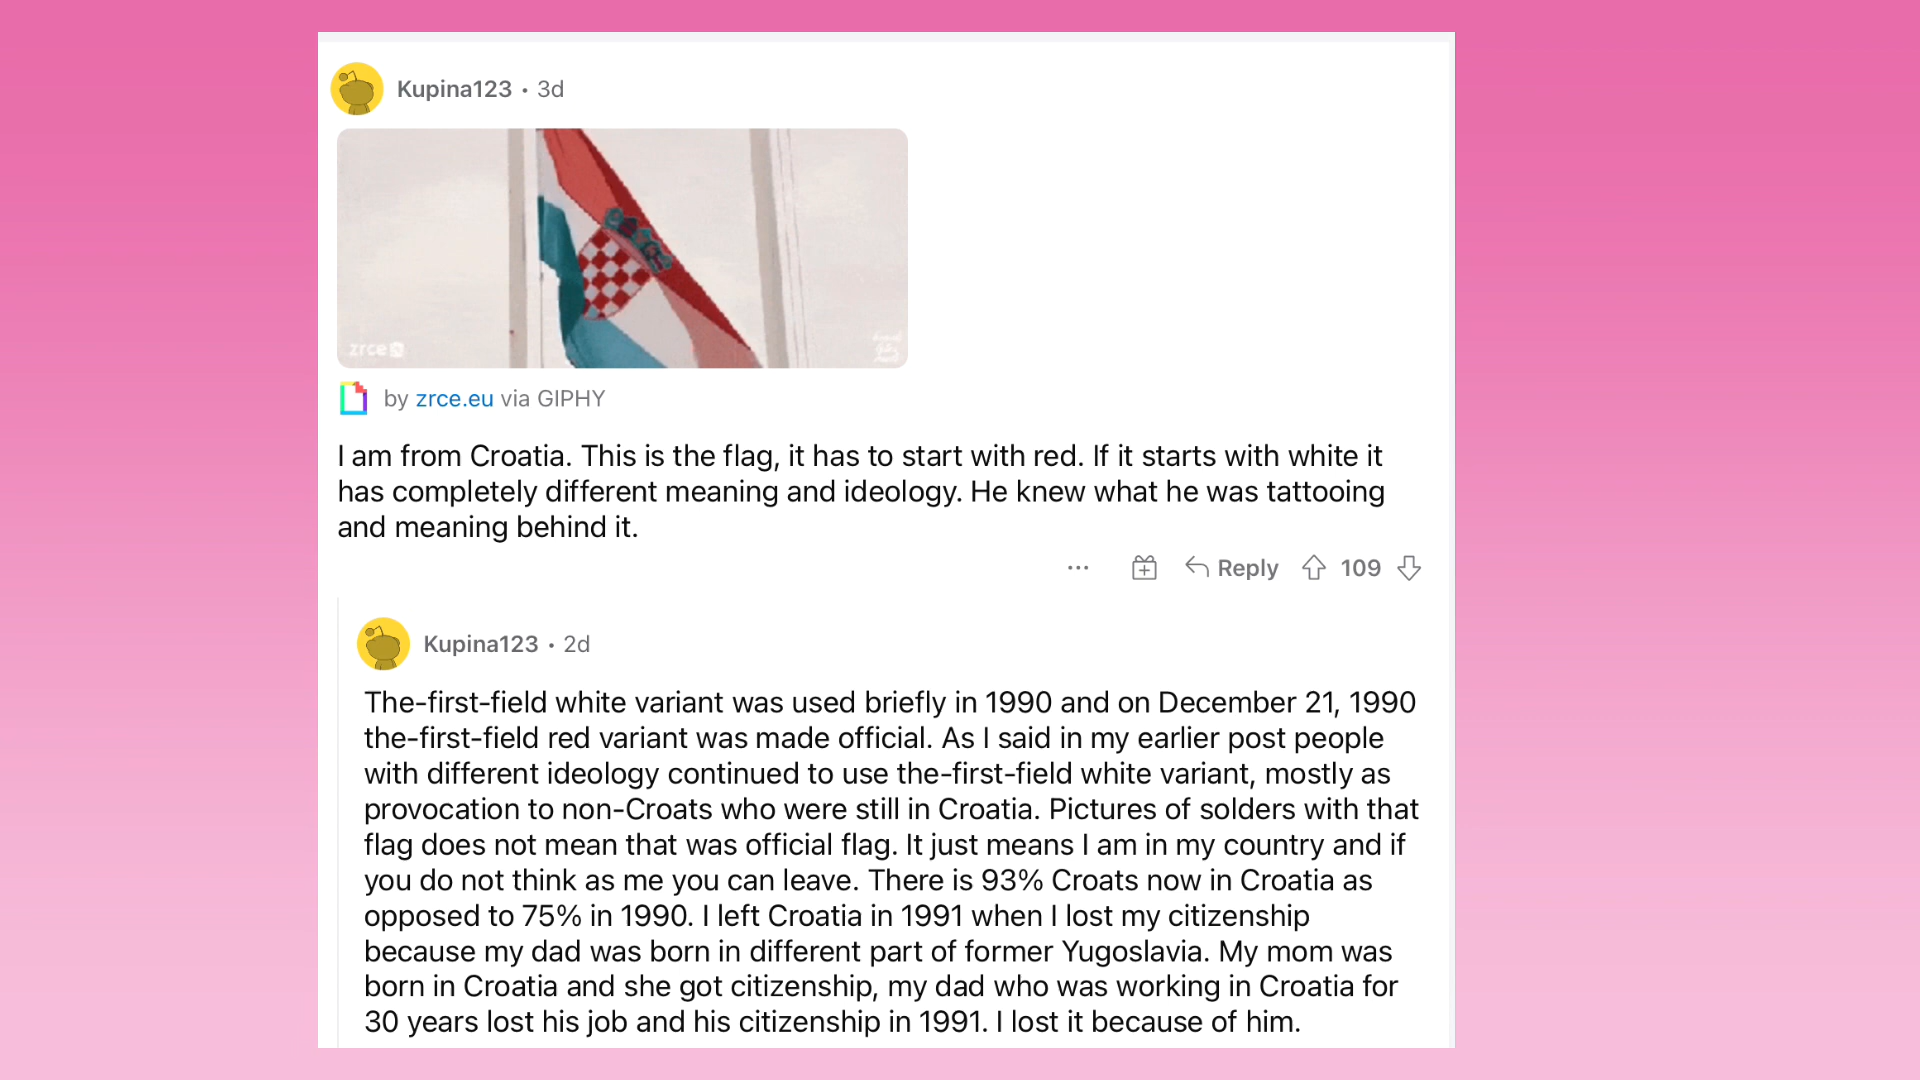 Kupina123 • 3d
zrce
by zrce.eu via GIPHY
I am from Croatia. This is the flag, it has to start with red. If it starts with white it
has completely different meaning and ideology. He knew what he was tattooing
and meaning behind it.
Reply 109
Kupina123 • 2d
The-first-field white variant was used briefly in 1990 and on December 21, 1990
the-first-field red variant was made official. As I said in my earlier post people
with different ideology continued to use the-first-field white variant, mostly as
provocation to non-Croats who were still in Croatia. Pictures of solders with that
flag does not mean that was official flag. It just means I am in my country and if
you do not think as me you can leave. There is 93% Croats now in Croatia as
opposed to 75% in 1990. I left Croatia in 1991 when I lost my citizenship
because my dad was born in different part of former Yugoslavia. My mom was
born in Croatia and she got citizenship, my dad who was working in Croatia for
30 years lost his job and his citizenship in 1991. I lost it because of him.